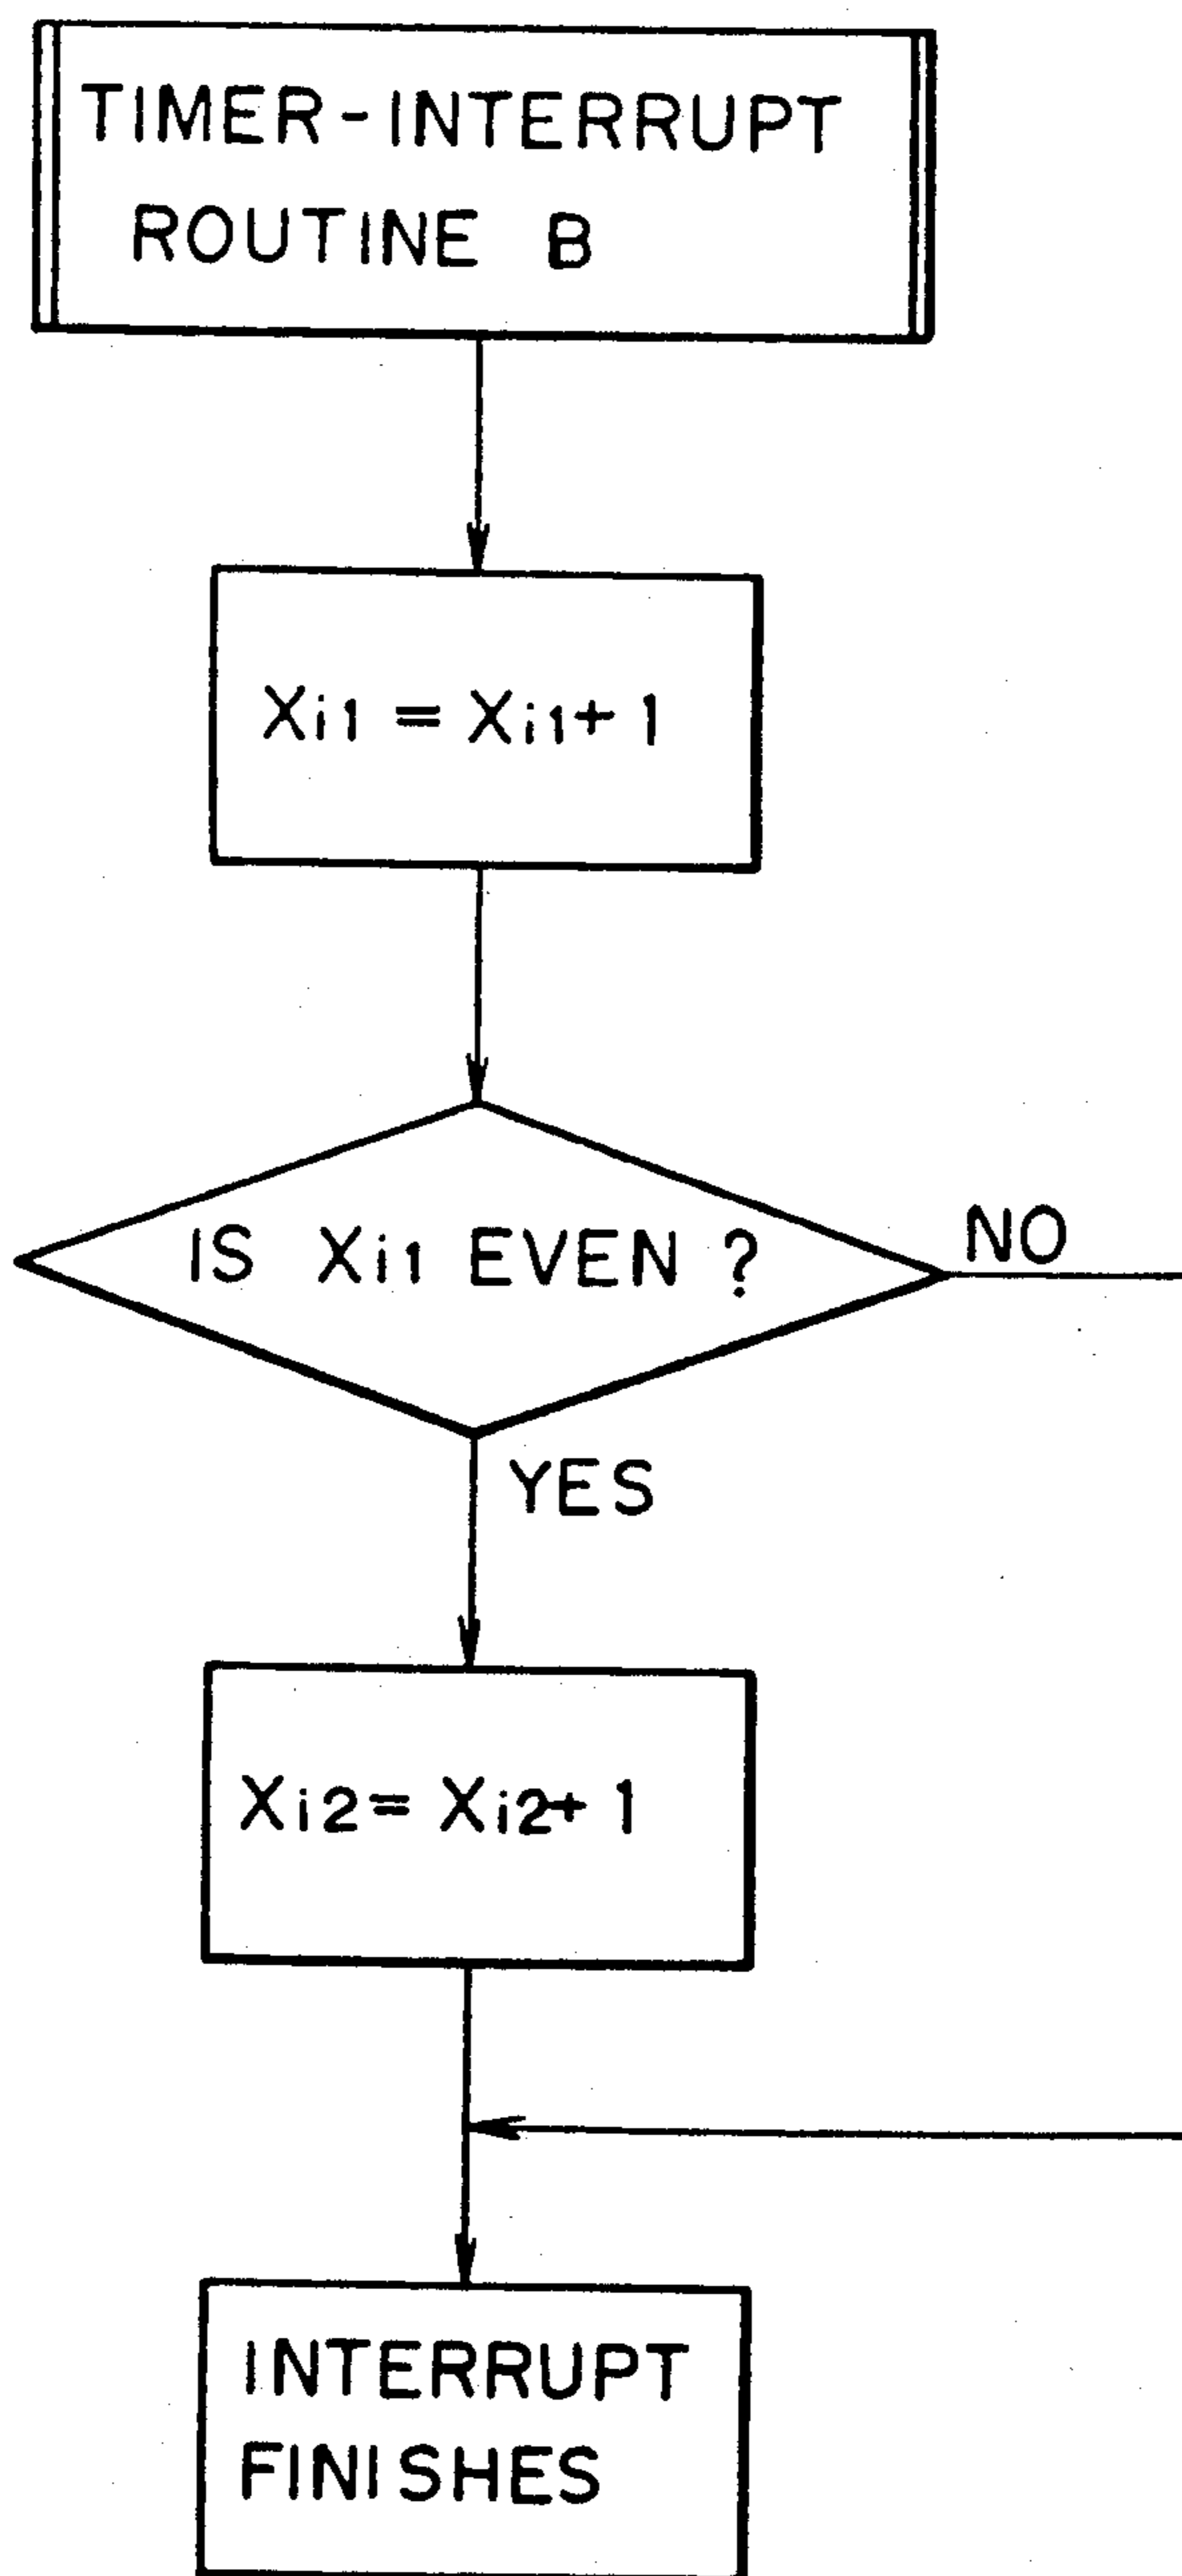 TIMER-INTERRUPT
ROUTINE B
Xi1 = Xi1+1
IS Xi1 EVEN ?
NO
YES
Xi2= Xi2+1
INTERRUPT
FINISHES